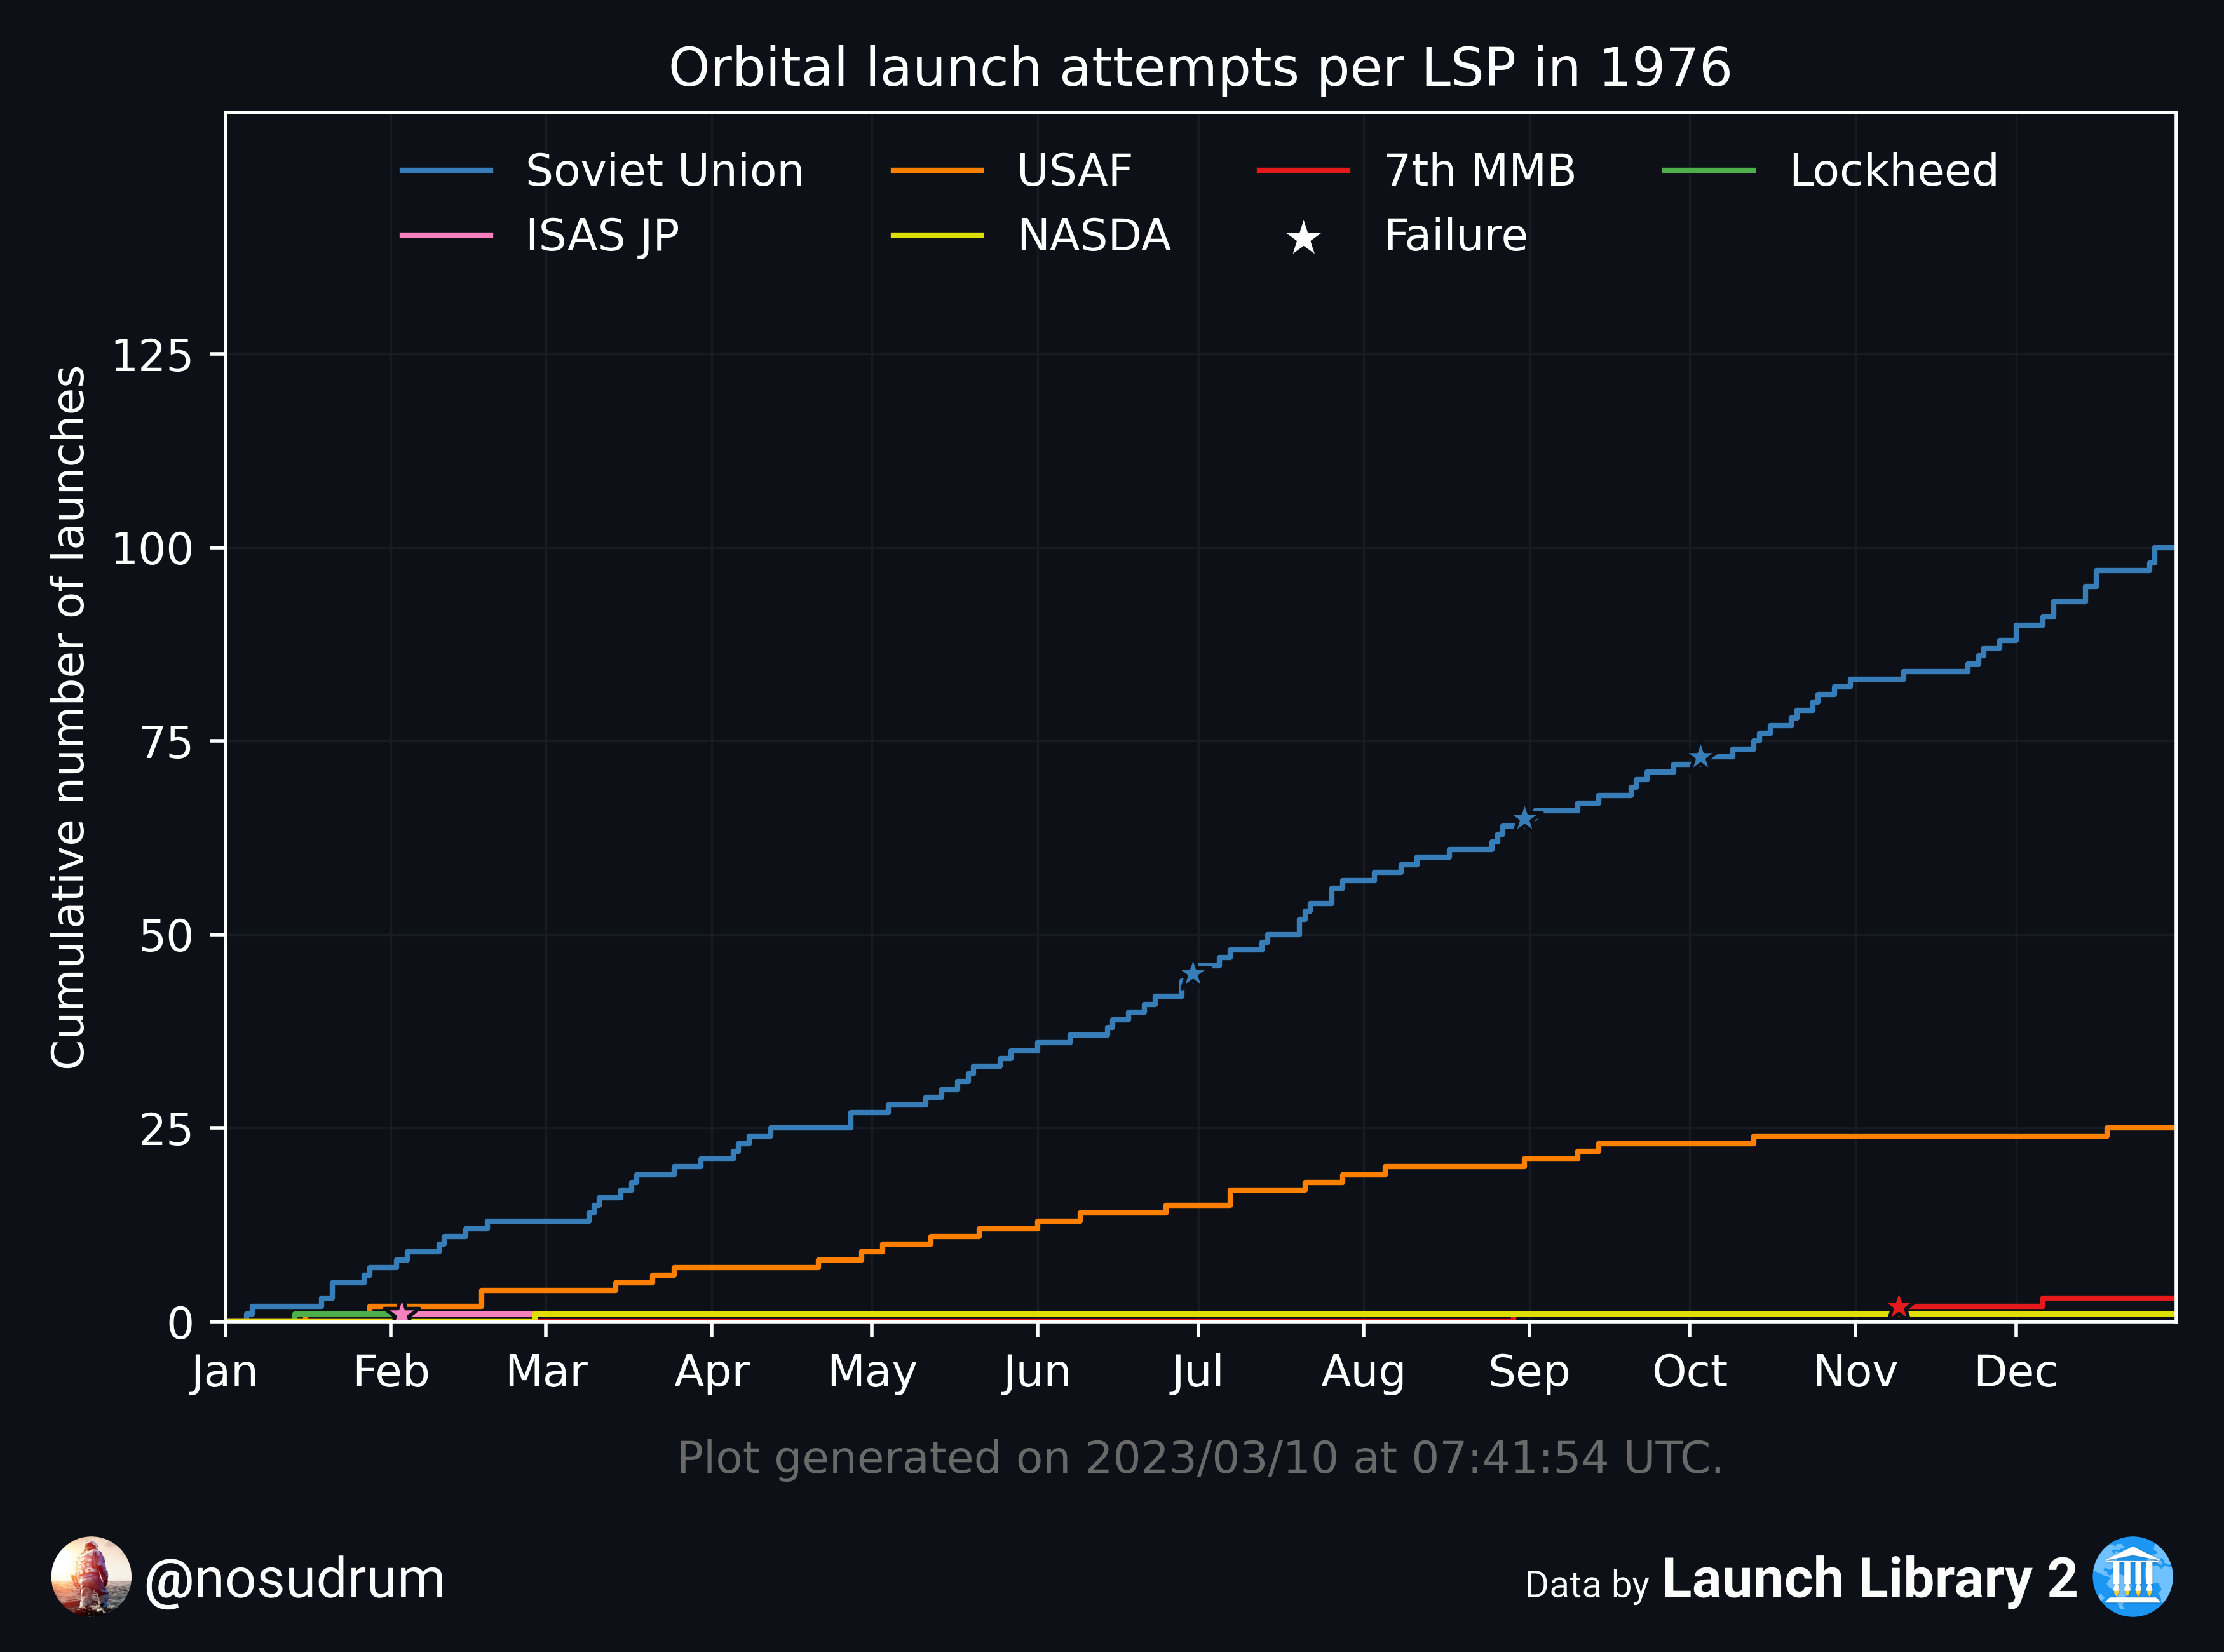 Orbital launch attempts per LSP in 1976
Soviet Union USAF 7th MMB Lockheed
ISAS JP NASDA Failure
Cumulative number of launches
125
100
75
50
25
0
Jan Feb Mar Apr May Jun Jul Aug Sep Oct Nov Dec
Plot generated on 2023/03/10 at 07:41:54 UTC.
@nosudrum
Data by Launch Library 2